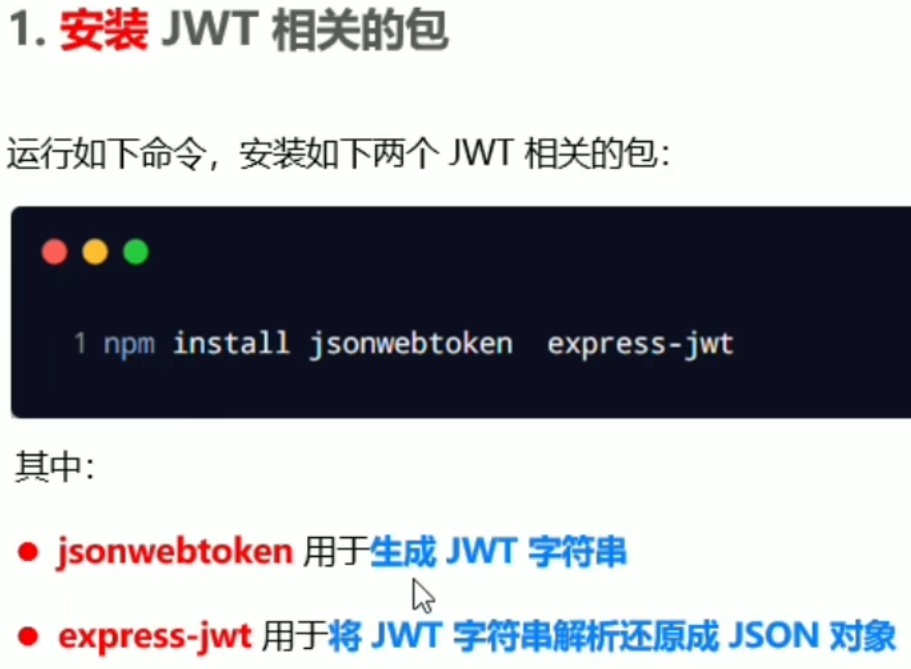 1. 安装 JWT 相关的包
运行如下命令，安装如下两个 JWT 相关的包：
1 npm install jsonwebtoken  express-jwt
其中：
● jsonwebtoken 用于生成 JWT 字符串
● express-jwt 用于将 JWT 字符串解析还原成 JSON 对象